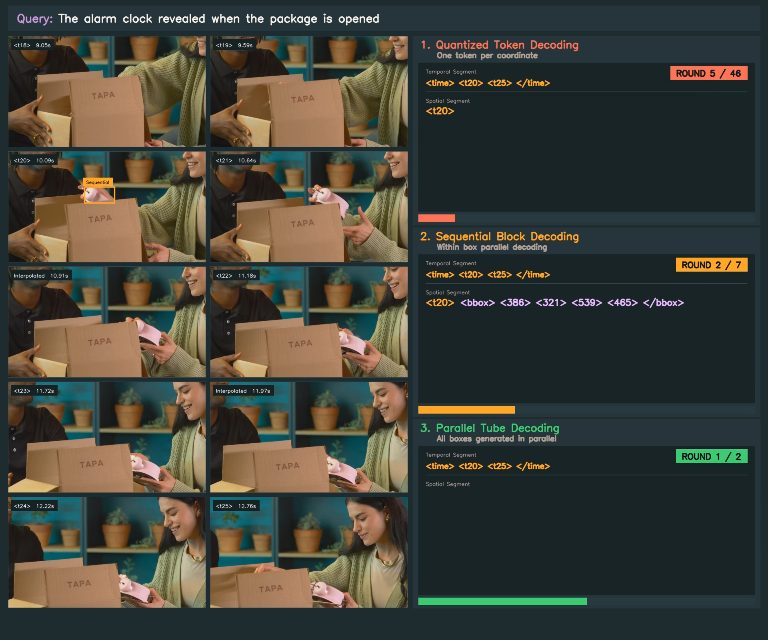 Query: The alarm clock revealed when the package is opened
<t18> 9.05s
<t19> 9.59s
TAPA
TAPA
<t20> 10.09s
<t21> 10.64s
Sequential
TAPA
TAPA
Interpolated 10.91s
<t22> 11.18s
TAPA
TAPA
<t23> 11.72s
Interpolated 11.97s
TAPA
TAPA
<t24> 12.22s
<t25> 12.76s
TAPA
TAPA
1. Quantized Token Decoding
One token per coordinate
Temporal Segment
ROUND 5 / 46
<time> <t20> <t25> </time>
Spatial Segment
<t20>
2. Sequential Block Decoding
Within box parallel decoding
Temporal Segment
ROUND 2 / 7
<time> <t20> <t25> </time>
Spatial Segment
<t20> <bbox> <386> <321> <539> <465> </bbox>
3. Parallel Tube Decoding
All boxes generated in parallel
Temporal Segment
ROUND 1 / 2
<time> <t20> <t25> </time>
Spatial Segment